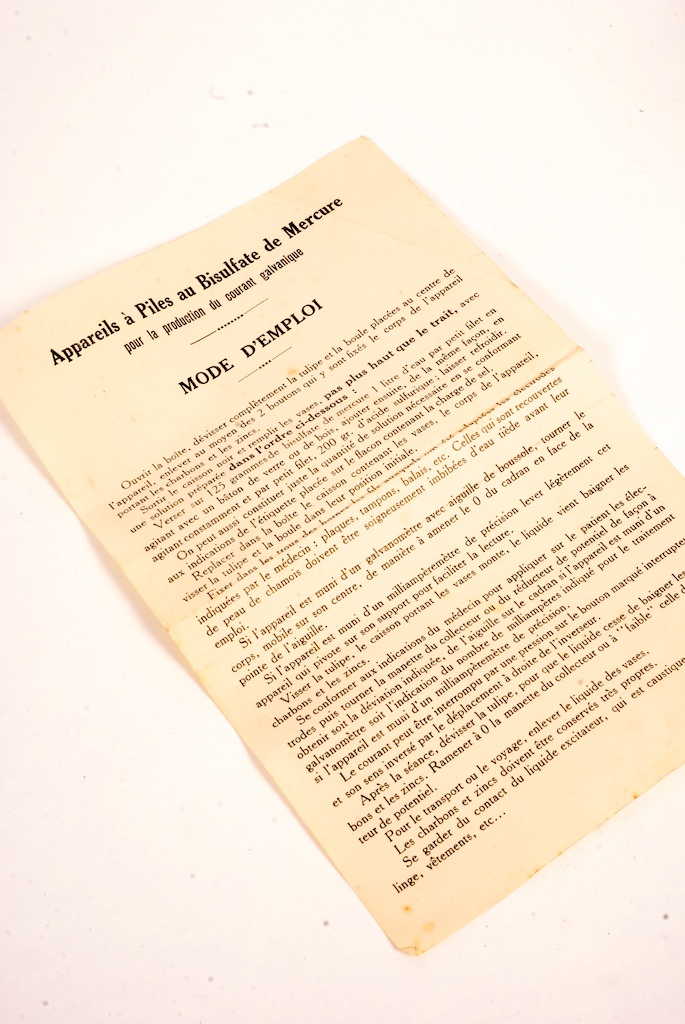 Appareils à Piles au Bisulfate de Mercure
pour la production du courant galvanique
MODE D'EMPLOI
Ouvrir la boîte, dévisser complètement la tulipe et la boule placées au centre de
l'appareil, enlever au moyen des 2 boutons qui y sont fixés le corps de l'appareil
portant les charbons et les zincs.
Sortir le caisson noir et remplir les vases, pas plus haut que le trait, avec
une solution préparée dans l'ordre ci-dessous :
Verser sur 125 grammes de bisulfate de mercure 1 litre d'eau par petit filet en
agitant avec un bâton de verre ou de bois, ajouter ensuite, de la même façon, en
agitant constamment et par petit filet, 200 gr. d'acide sulfurique, laisser refroidir.
On peut aussi constituer juste la quantité de solution nécessaire en se conformant
aux indications de l'étiquette placée sur le flacon contenant la charge de sel.
Replacer dans la boîte le caisson contenant les vases, le corps de l'appareil,
visser la tulipe et la boule dans leur position initiale.
Fixer dans les trous des
indiquées par le médecin : plaques, tampons, balais, etc. Celles qui sont recouvertes
de peau de chamois doivent être soigneusement imbibées d'eau tiède avant leur
emploi.
Si l'appareil est muni d'un galvanomètre avec aiguille de boussole, tourner le
corps, mobile sur son centre, de manière à amener le 0 du cadran en face de la
pointe de l'aiguille.
Si l'appareil est muni d'un milliampèremètre de précision lever légèrement cet
appareil qui pivote sur son support pour faciliter la lecture.
Visser la tulipe, le caisson portant les vases monte, le liquide vient baigner les
charbons et les zincs.
Se conformer aux indications du médecin pour appliquer sur le patient les élec-
trodes puis tourner la manette du collecteur ou du réducteur de potentiel de façon à
obtenir soit la déviation indiquée, de l'aiguille sur le cadran si l'appareil est muni d'un
galvanomètre soit l'indication du nombre de milliampères indiqué pour le traitement
si l'appareil est muni d'un milliampèremètre de précision.
Le courant peut être interrompu par une pression sur le bouton marqué interrupte
et son sens inversé par le déplacement à droite de l'inverseur.
Après la séance, dévisser la tulipe, pour que le liquide cesse de baigner les
bons et les zincs. Ramener à 0 la manette du collecteur ou à "faible" celle d
teur de potentiel.
Pour le transport ou le voyage, enlever le liquide des vases.
Les charbons et zincs doivent être conservés très propres.
Se garder du contact du liquide excitateur, qui est caustique
linge, vêtements, etc...